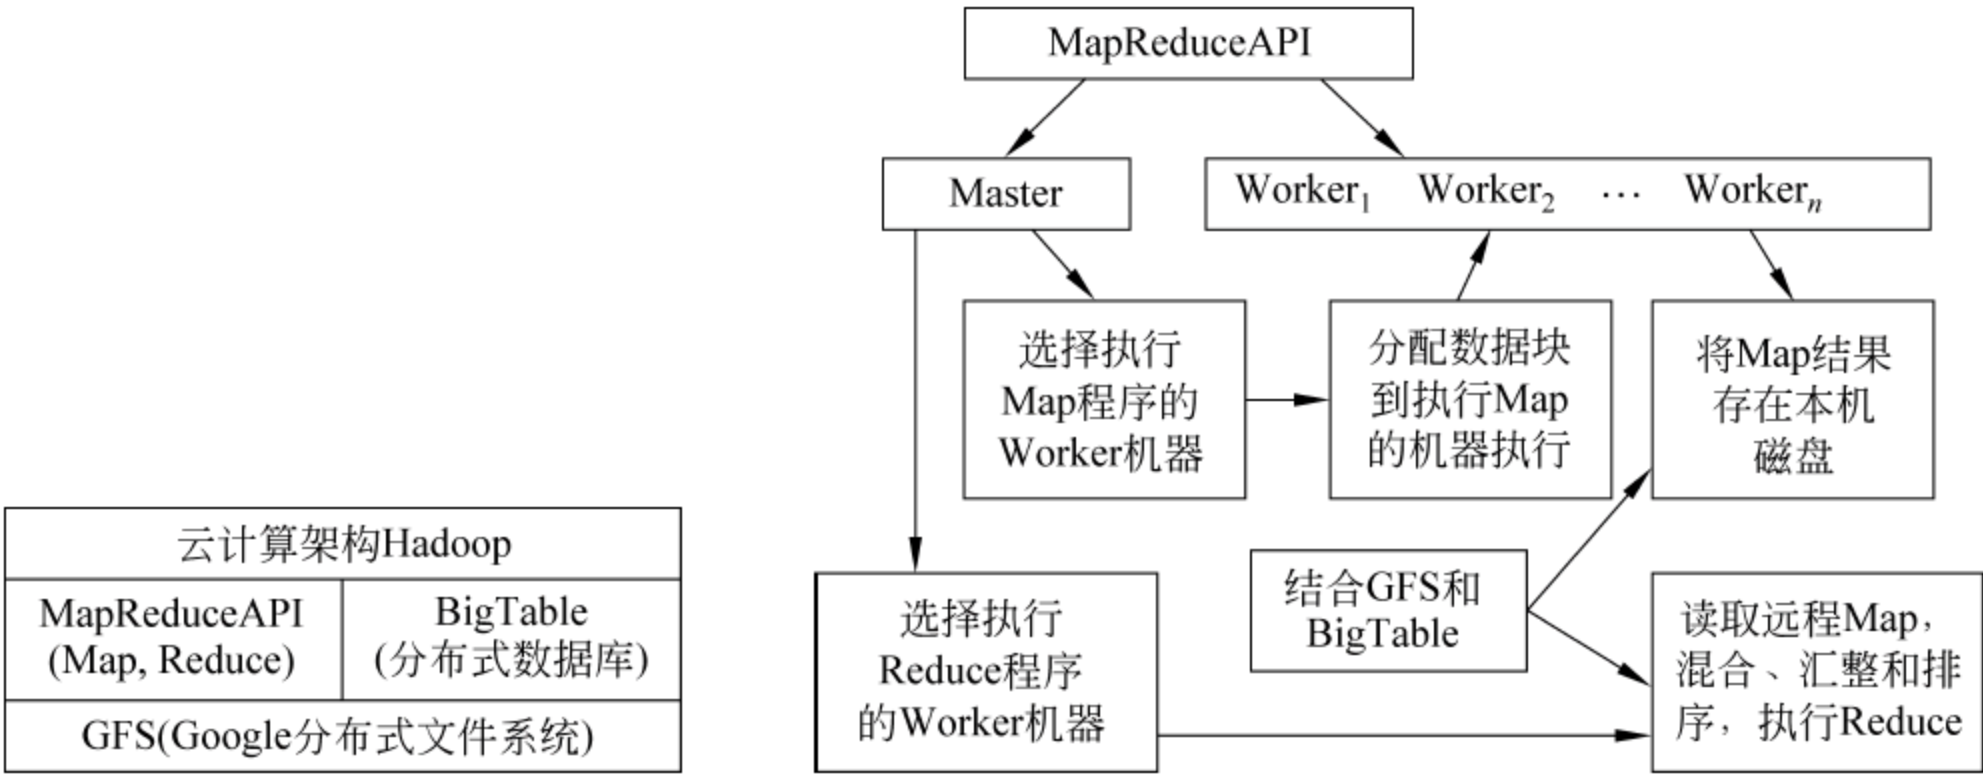 MapReduceAPI
Master
Worker1 Worker2 … Workern
选择执行
Map程序的
Worker机器
分配数据块
到执行Map
的机器执行
将Map结果
存在本机
磁盘
云计算架构Hadoop
MapReduceAPI
(Map, Reduce)
BigTable
(分布式数据库)
GFS(Google分布式文件系统)
选择执行
Reduce程序
的Worker机器
结合GFS和
BigTable
读取远程Map,
混合、汇整和排
序，执行Reduce